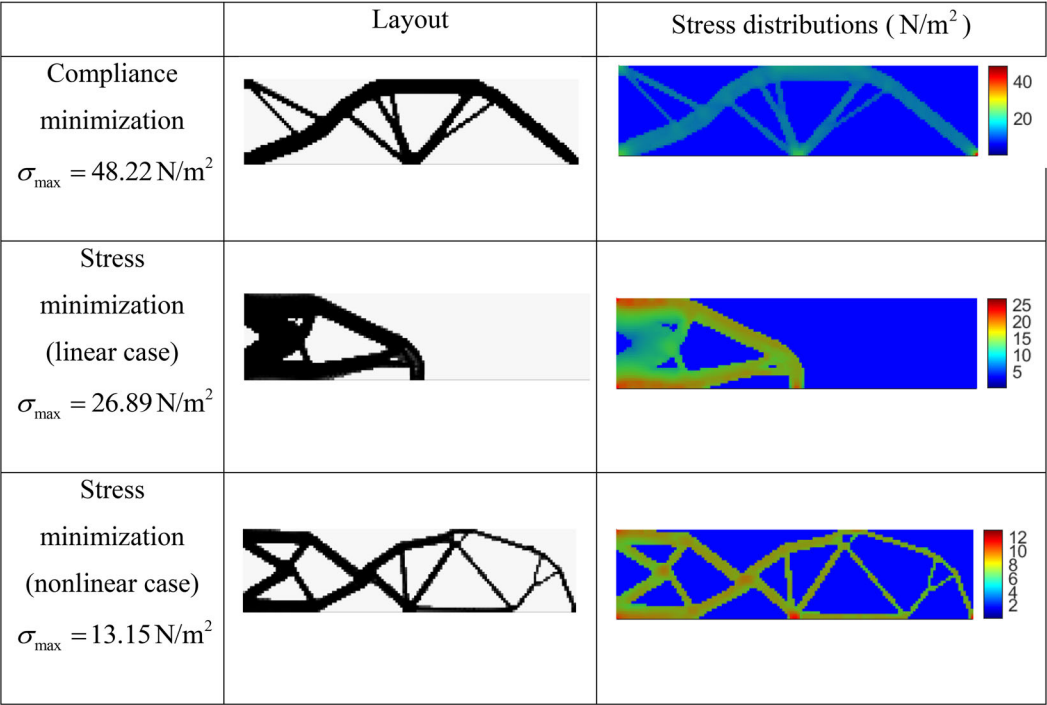 Layout
Stress distributions ( N/m² )
Compliance
minimization
σmax = 48.22 N/m²
40
20
Stress
minimization
(linear case)
σmax = 26.89 N/m²
25
20
15
10
5
Stress
minimization
(nonlinear case)
σmax = 13.15 N/m²
12
10
8
6
4
2